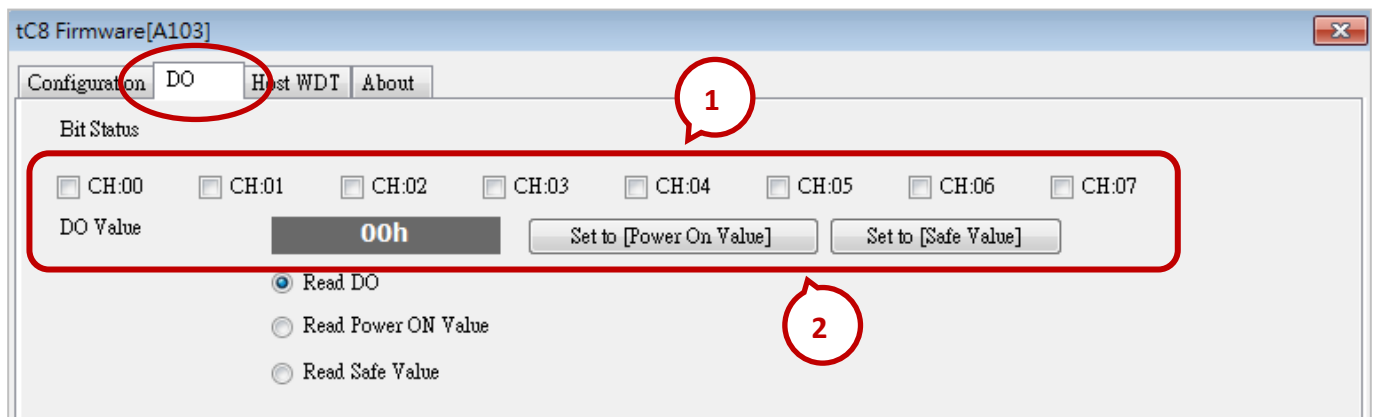 tC8 Firmware[A103]
Configuration DO Host WDT About
1
Bit Status
CH:00 CH:01 CH:02 CH:03 CH:04 CH:05 CH:06 CH:07
DO Value 00h Set to [Power On Value] Set to [Safe Value]
Read DO
Read Power ON Value
2
Read Safe Value